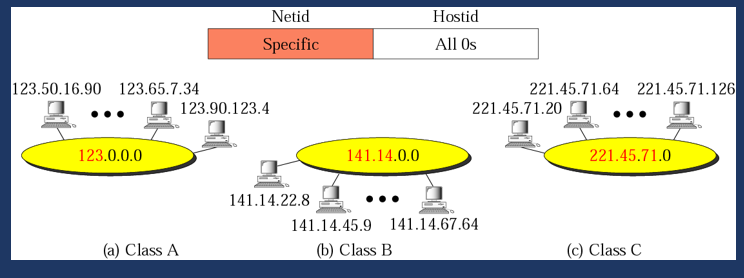 Netid Hostid
Specific All 0s
123.50.16.90 123.65.7.34
123.90.123.4
123.0.0.0
(a) Class A
141.14.0.0
141.14.22.8
141.14.45.9 141.14.67.64
(b) Class B
221.45.71.64 221.45.71.126
221.45.71.20
221.45.71.0
(c) Class C